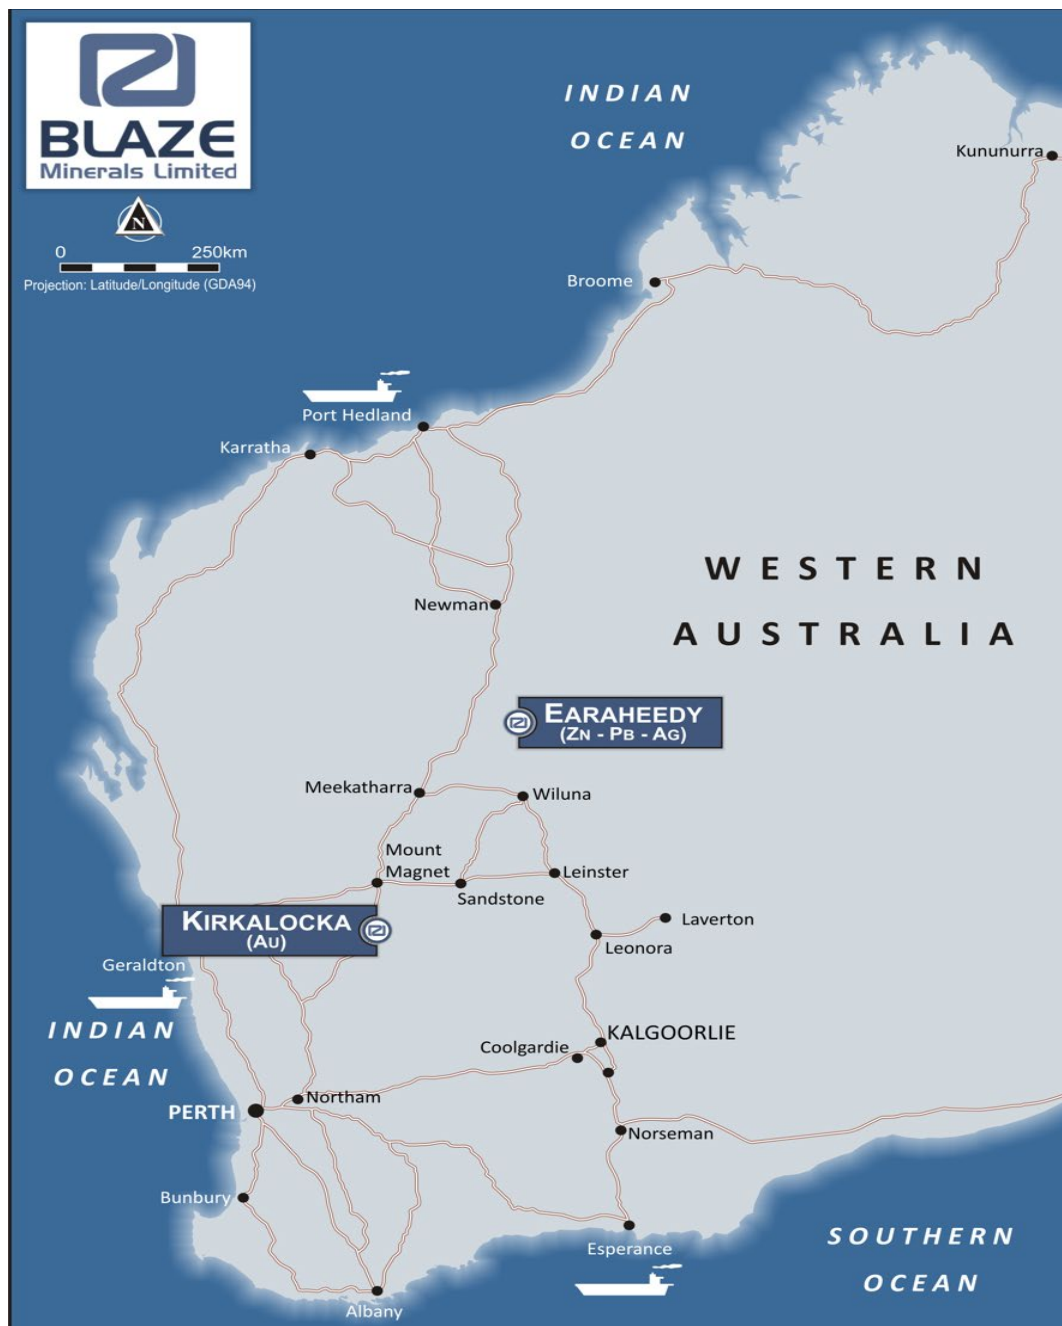 BLAZE
Minerals Limited
N
0 250km
Projection: Latitude/Longitude (GDA94)
INDIAN
OCEAN
Kununurra
Broome
Port Hedland
Karratha
WESTERN
AUSTRALIA
Newman
EARAHEEDY
(ZN - PB - AG)
Meekatharra
Wiluna
Mount
Magnet
Leinster
Sandstone
KIRKALOCKA
(AU)
Laverton
Leonora
Geraldton
INDIAN
OCEAN
KALGOORLIE
Coolgardie
Northam
PERTH
Norseman
Bunbury
Esperance
SOUTHERN
OCEAN
Albany